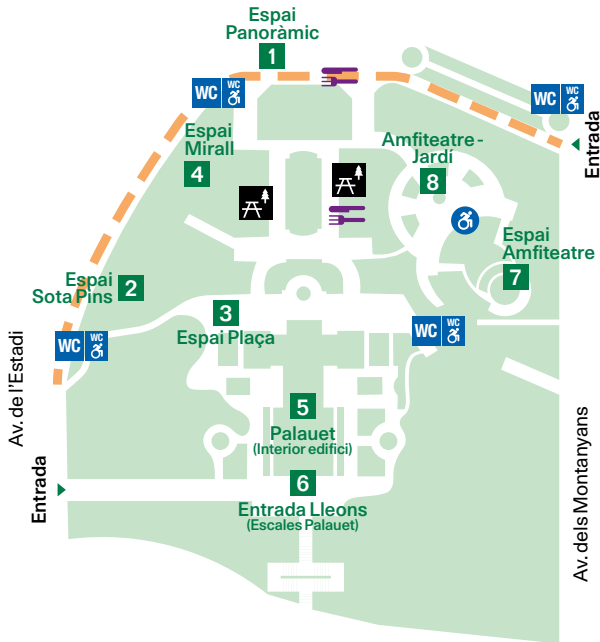 Espai
Panoràmic
1
WC
WC
WC
WC
Entrada
Espai
Mirall
4
Amfiteatre-
Jardí
8
Espai
Amfiteatre
7
Espai
Sota Pins
2
3
Espai Plaça
WC
WC
WC
WC
Av. de l'Estadi
5
Palauet
(Interior edifici)
6
Entrada Lleons
(Escales Palauet)
Entrada
Av. dels Montanyans